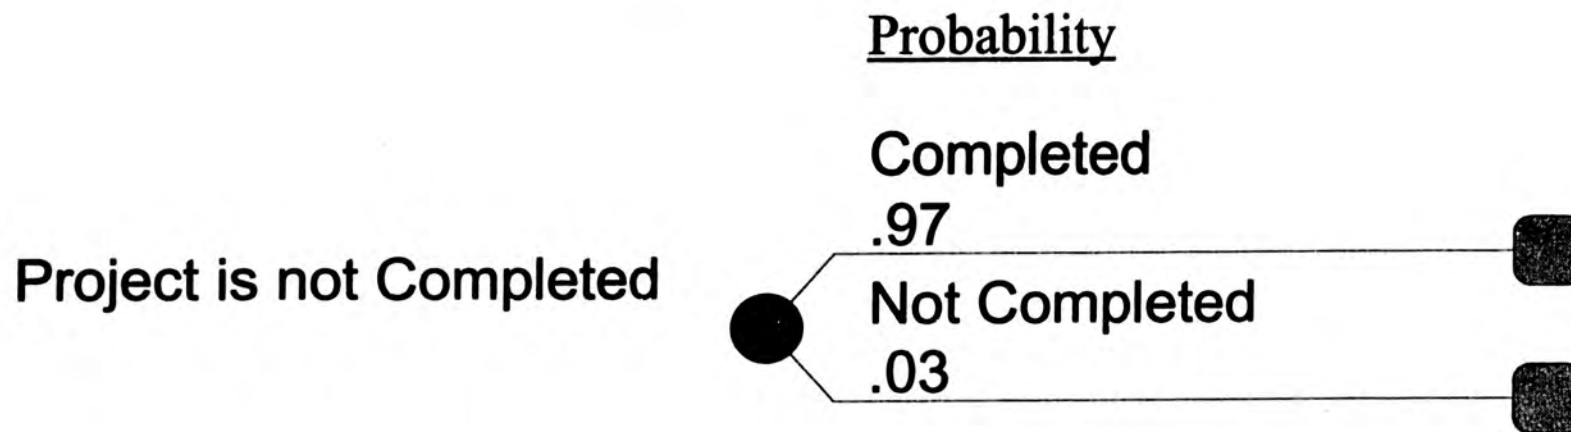 Probability
Completed
.97
Project is not Completed
Not Completed
.03